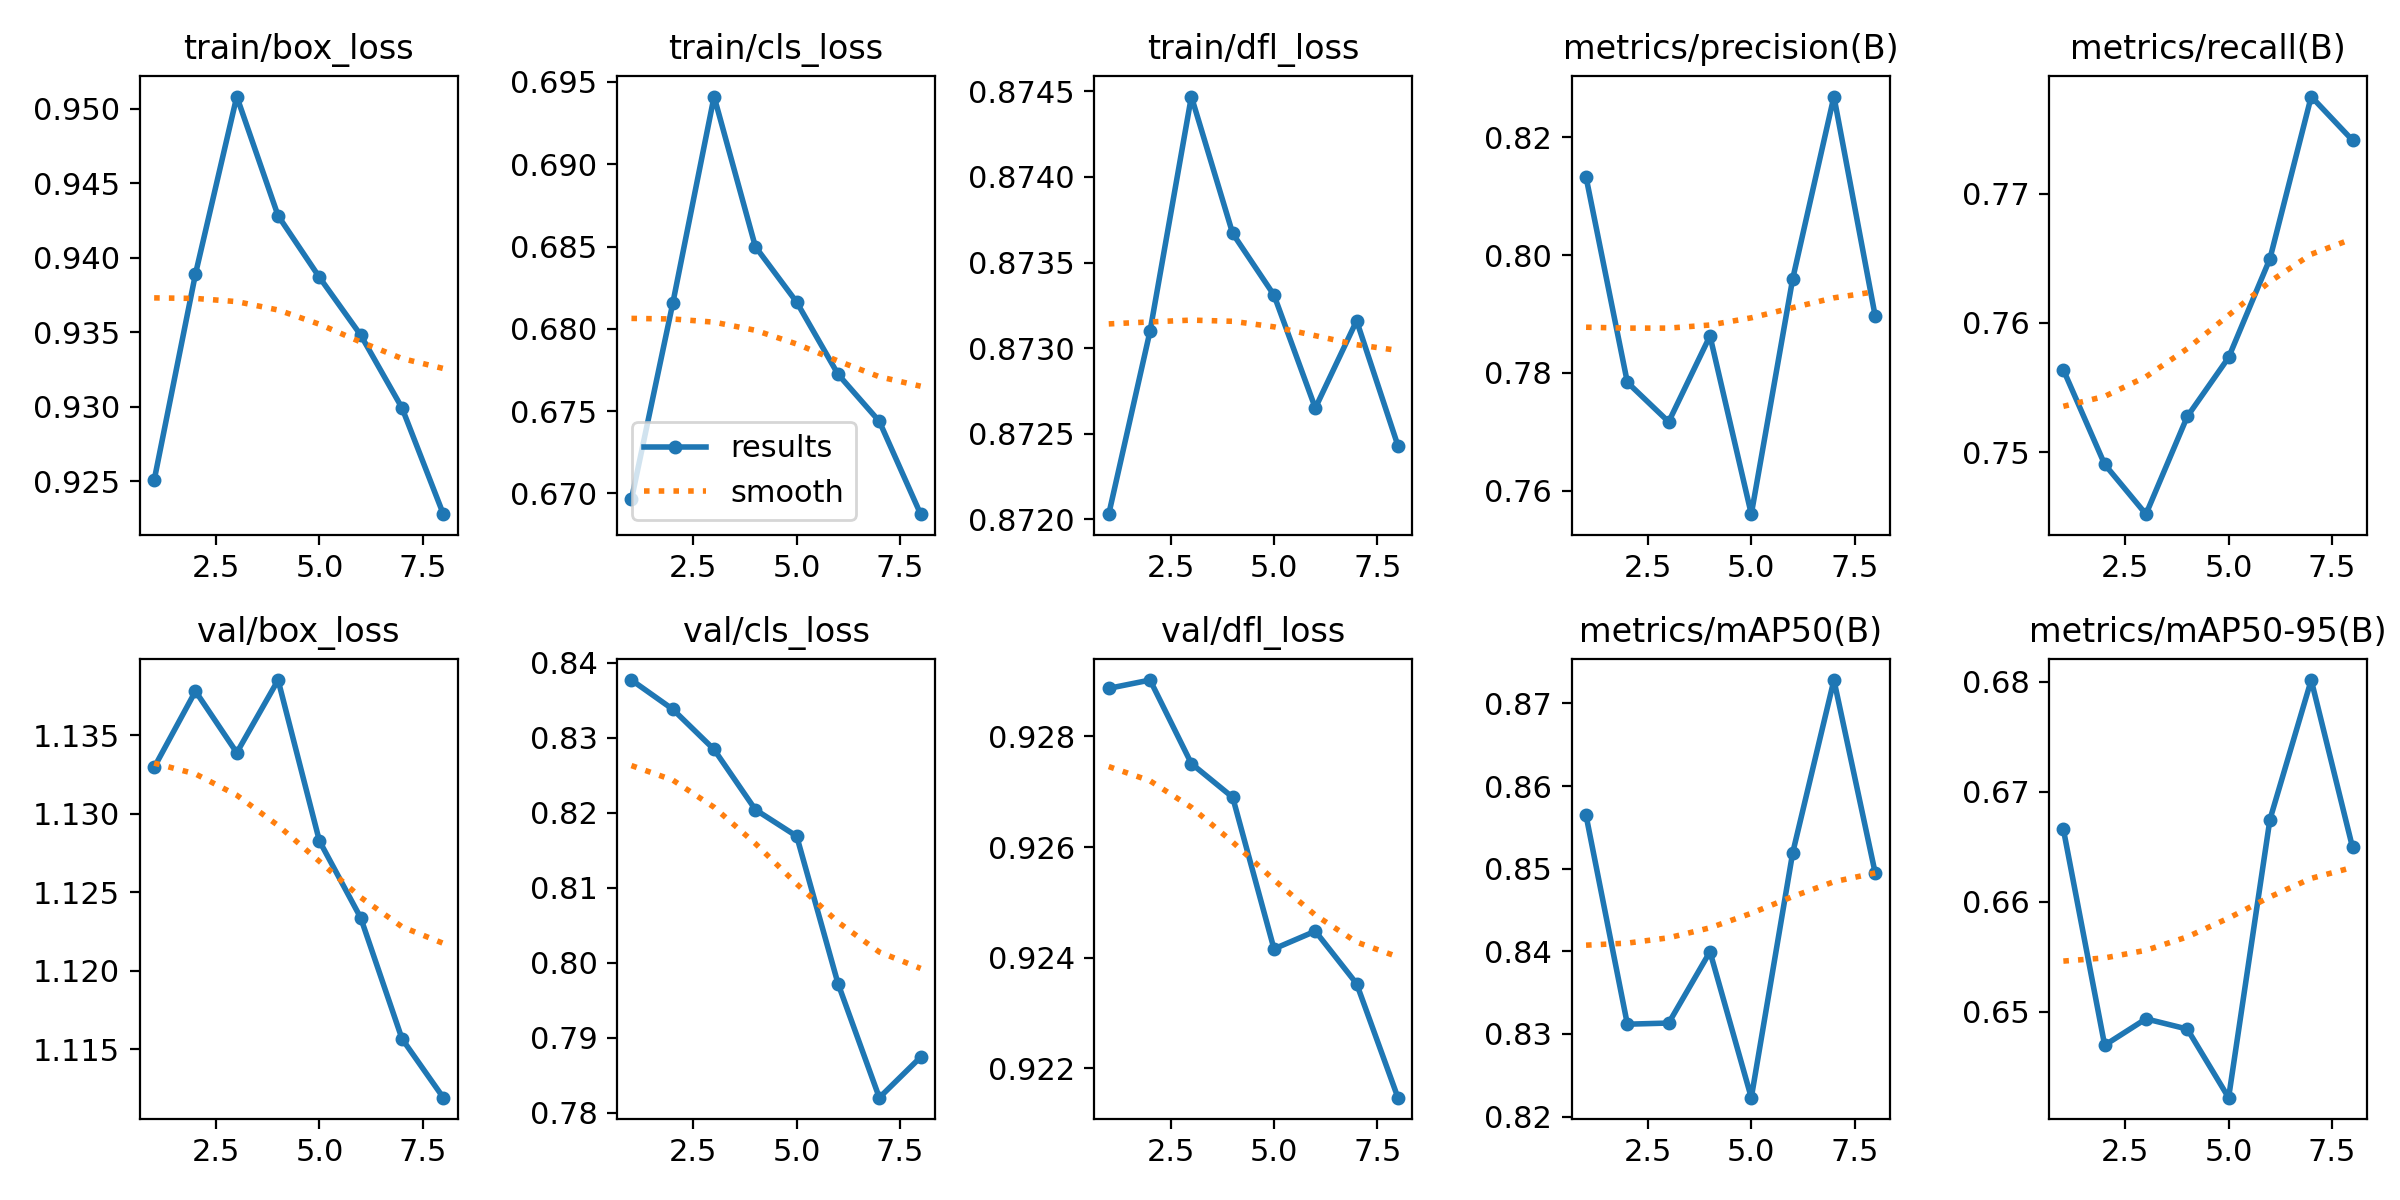 train/box_loss
0.950
0.945
0.940
0.935
0.930
0.925
2.5 5.0 7.5
train/cls_loss
0.695
0.690
0.685
0.680
0.675
0.670
results
smooth
2.5 5.0 7.5
train/dfl_loss
0.8745
0.8740
0.8735
0.8730
0.8725
0.8720
2.5 5.0 7.5
metrics/precision(B)
0.82
0.80
0.78
0.76
2.5 5.0 7.5
metrics/recall(B)
0.77
0.76
0.75
2.5 5.0 7.5
val/box_loss
1.135
1.130
1.125
1.120
1.115
2.5 5.0 7.5
val/cls_loss
0.84
0.83
0.82
0.81
0.80
0.79
0.78
2.5 5.0 7.5
val/dfl_loss
0.928
0.926
0.924
0.922
2.5 5.0 7.5
metrics/mAP50(B)
0.87
0.86
0.85
0.84
0.83
0.82
2.5 5.0 7.5
metrics/mAP50-95(B)
0.68
0.67
0.66
0.65
2.5 5.0 7.5